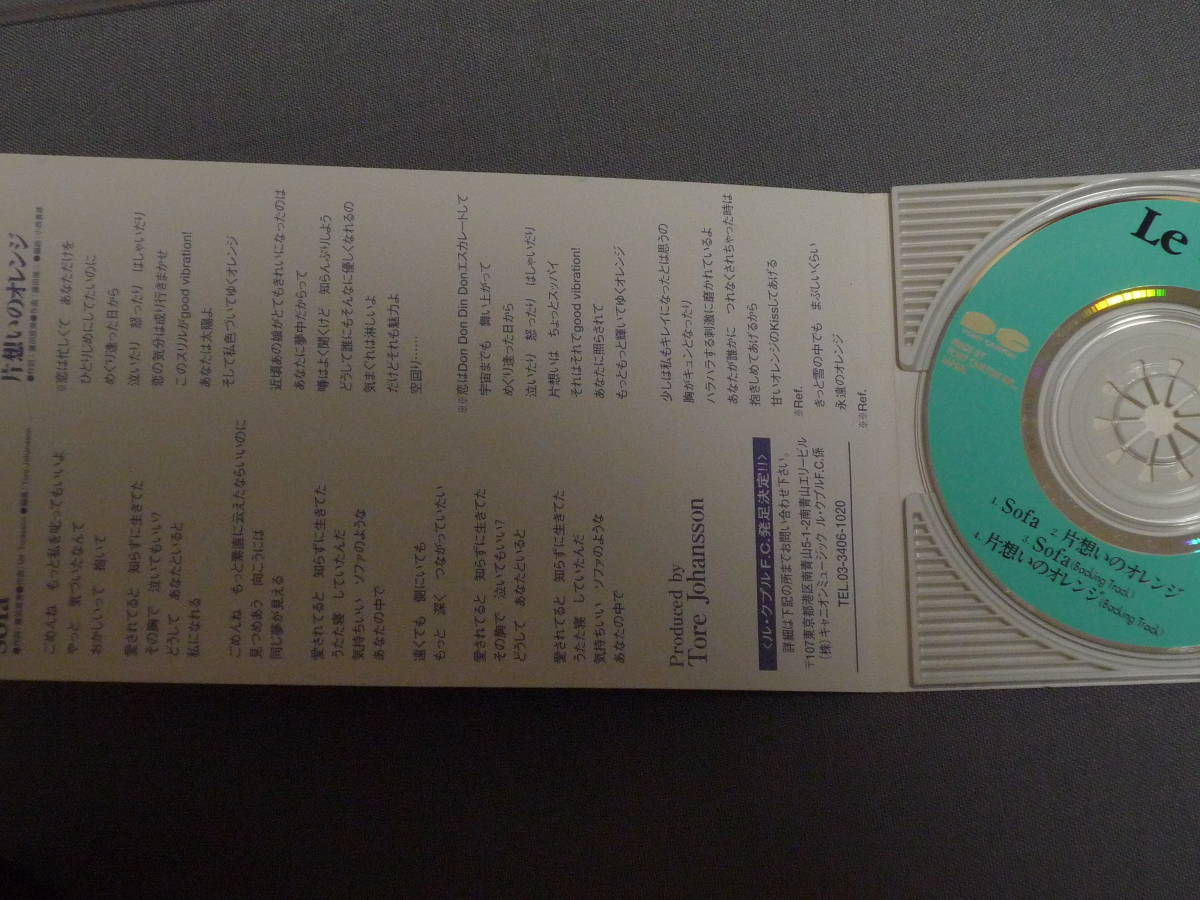 Sofa
ごめんね もっと私を叱ってもいいよ
やっと 気づいたなんて
おかしいって 抱いて
愛されてると 知らずに生きてた
その胸で 泣いてもいい?
どうして あなたといると
私になれる
ごめんね もっと素直に云えたならいいのに
見つめあう 向こうには
同じ夢が見える
愛されてると 知らずに生きてた
うたた寝 していたんだ
気持ちいい ソファのような
あなたの中で
遠くても 側にいても
もっと 深く つながっていたい
愛されてると 知らずに生きてた
その胸で 泣いてもいい?
どうして あなたといると
愛されてると 知らずに生きてた
うたた寝 していたんだ
気持ちいい ソファのような
あなたの中で
Produced by
Tore Johansson
〈ル・クプルF.C.発足決定!!〉
詳細は下記の所までお問い合わせ下さい。
〒107東京都港区南青山5-1-2南青山エリービル
(株)キャニオンミュージック ル・クプルF.C.係
TEL.03-3406-1020
片想いのオレンジ
※恋は忙しくて あなただけを
ひとりじめにしてたいのに
めぐり逢った日から
泣いたり 怒ったり はしゃいだり
恋の気分は成り行きまかせ
このスリルがgood vibration!
あなたは太陽よ
そして私色づいてゆくオレンジ
近頃あの娘がとてもきれいになったのは
あなたに夢中だからって
噂はよく聞くけど 知らんぷりしよう
どうして誰にもそんなに優しくなれるの
気まぐれは淋しいよ
だけどそれも魅力よ
空回り……
※※恋はDon Don Din Donエスカレートして
宇宙までも 舞い上がって
めぐり逢った日から
泣いたり 怒ったり はしゃいだり
片想いは ちょっとスッパイ
それはそれでgood vibration!
あなたに照らされて
もっともっと輝いてゆくオレンジ
少しは私もキレイになったとは思うの
胸がキュンとなったり
ハラハラする刺激に磨かれているよ
あなたが誰かに つれなくされちゃった時は
抱きしめてあげるから
甘いオレンジのKissしてあげる
※Ref.
きっと雪の中でも まぶしいくらい
永遠のオレンジ
※※Ref.
Le
PONY CANYON
MADE BY
PONY CANYON INC.,
JAPAN.
1. Sofa
2. 片想いのオレンジ
3. Sofa (Backing Track)
4. 片想いのオレンジ (Backing Track)